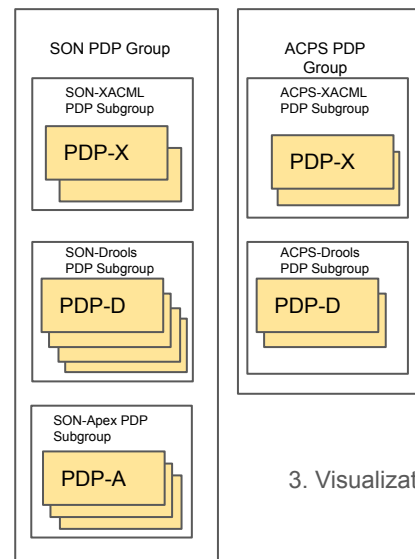 SON PDP Group
SON-XACML
PDP Subgroup
PDP-X
SON-Drools
PDP Subgroup
PDP-D
SON-Apex PDP
Subgroup
PDP-A
ACPS PDP
Group
ACPS-XACML
PDP Subgroup
PDP-X
ACPS-Drools
PDP Subgroup
PDP-D
3. Visualizat